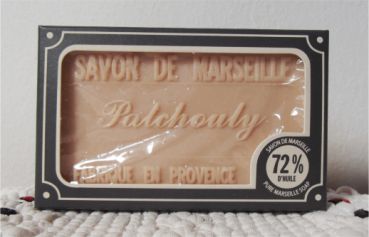 SAVON DE MARSEILLE
Patchouly
FABRIQUE EN PROVENCE
SAVON DE MARSEILLE
72%
D'HUILE
PURE MARSEILLE SOAP